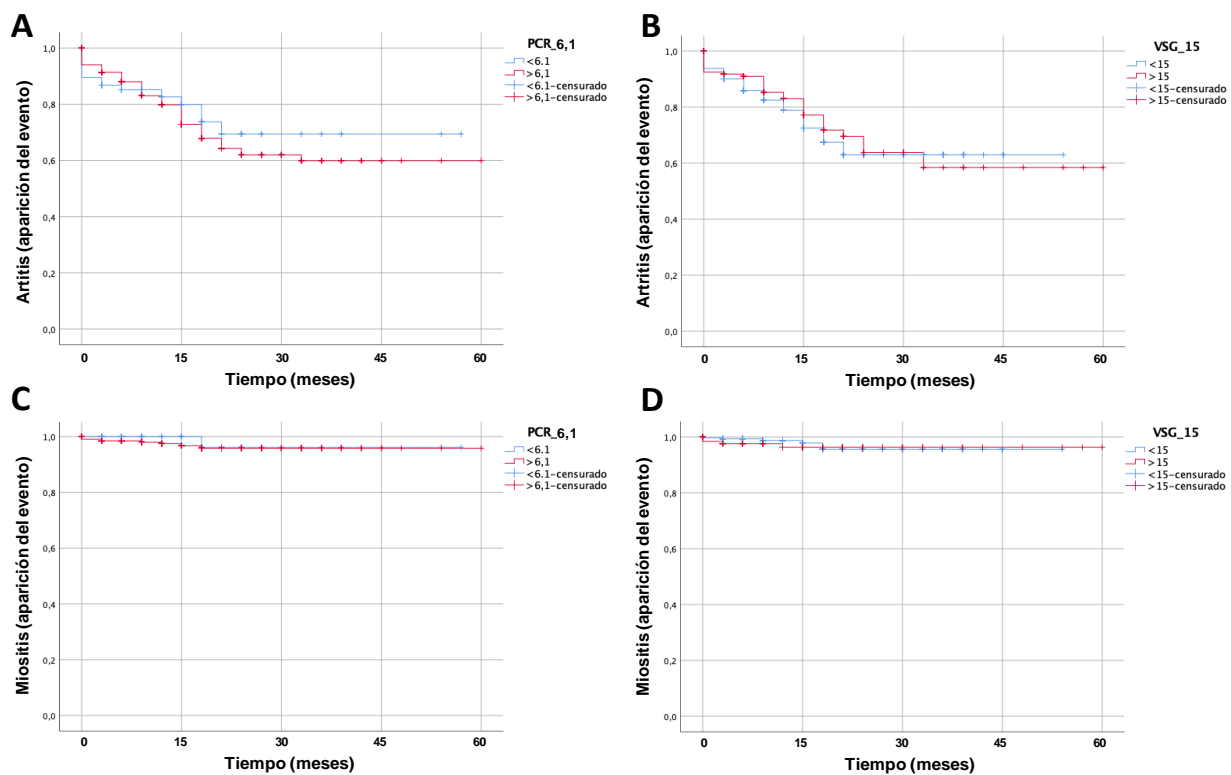 A
Artitis (aparición del evento)
1,0
0,8
0,6
0,4
0,2
0,0
0
15
30
45
60
Tiempo (meses)
PCR_6,1
<6.1
>6,1
<6.1-censurado
>6,1-censurado
B
Artritis (aparición del evento)
1,0
0,8
0,6
0,4
0,2
0,0
0
15
30
45
60
Tiempo (meses)
VSG_15
<15
>15
<15-censurado
>15-censurado
C
Miositis (aparición del evento)
1,0
0,8
0,6
0,4
0,2
0,0
0
15
30
45
60
Tiempo (meses)
PCR_6,1
<6.1
>6,1
<6.1-censurado
>6,1-censurado
D
Miositis (aparición del evento)
1,0
0,8
0,6
0,4
0,2
0,0
0
15
30
45
60
Tiempo (meses)
VSG_15
<15
>15
<15-censurado
>15-censurado